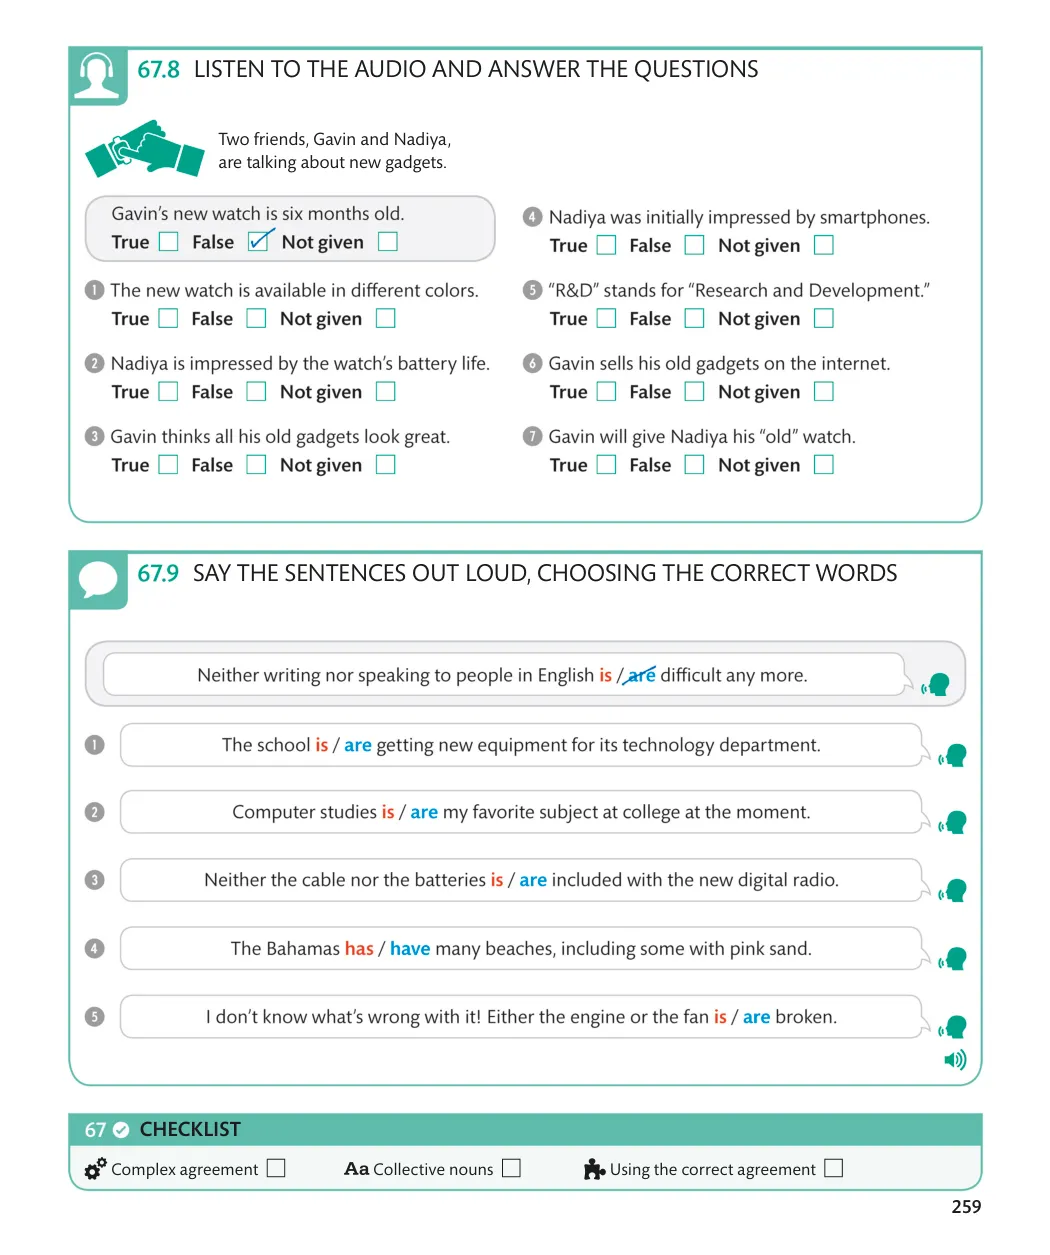 67.8 LISTEN TO THE AUDIO AND ANSWER THE QUESTIONS
Two friends, Gavin and Nadiya,
are talking about new gadgets.
Gavin’s new watch is six months old.
True False Not given
1 The new watch is available in different colors.
True False Not given
2 Nadiya is impressed by the watch’s battery life.
True False Not given
3 Gavin thinks all his old gadgets look great.
True False Not given
4 Nadiya was initially impressed by smartphones.
True False Not given
5 “R&D” stands for “Research and Development.”
True False Not given
6 Gavin sells his old gadgets on the internet.
True False Not given
7 Gavin will give Nadiya his “old” watch.
True False Not given
67.9 SAY THE SENTENCES OUT LOUD, CHOOSING THE CORRECT WORDS
Neither writing nor speaking to people in English is / are difficult any more.
1 The school is / are getting new equipment for its technology department.
2 Computer studies is / are my favorite subject at college at the moment.
3 Neither the cable nor the batteries is / are included with the new digital radio.
4 The Bahamas has / have many beaches, including some with pink sand.
5 I don’t know what’s wrong with it! Either the engine or the fan is / are broken.
67 CHECKLIST
Complex agreement Aa Collective nouns Using the correct agreement
259